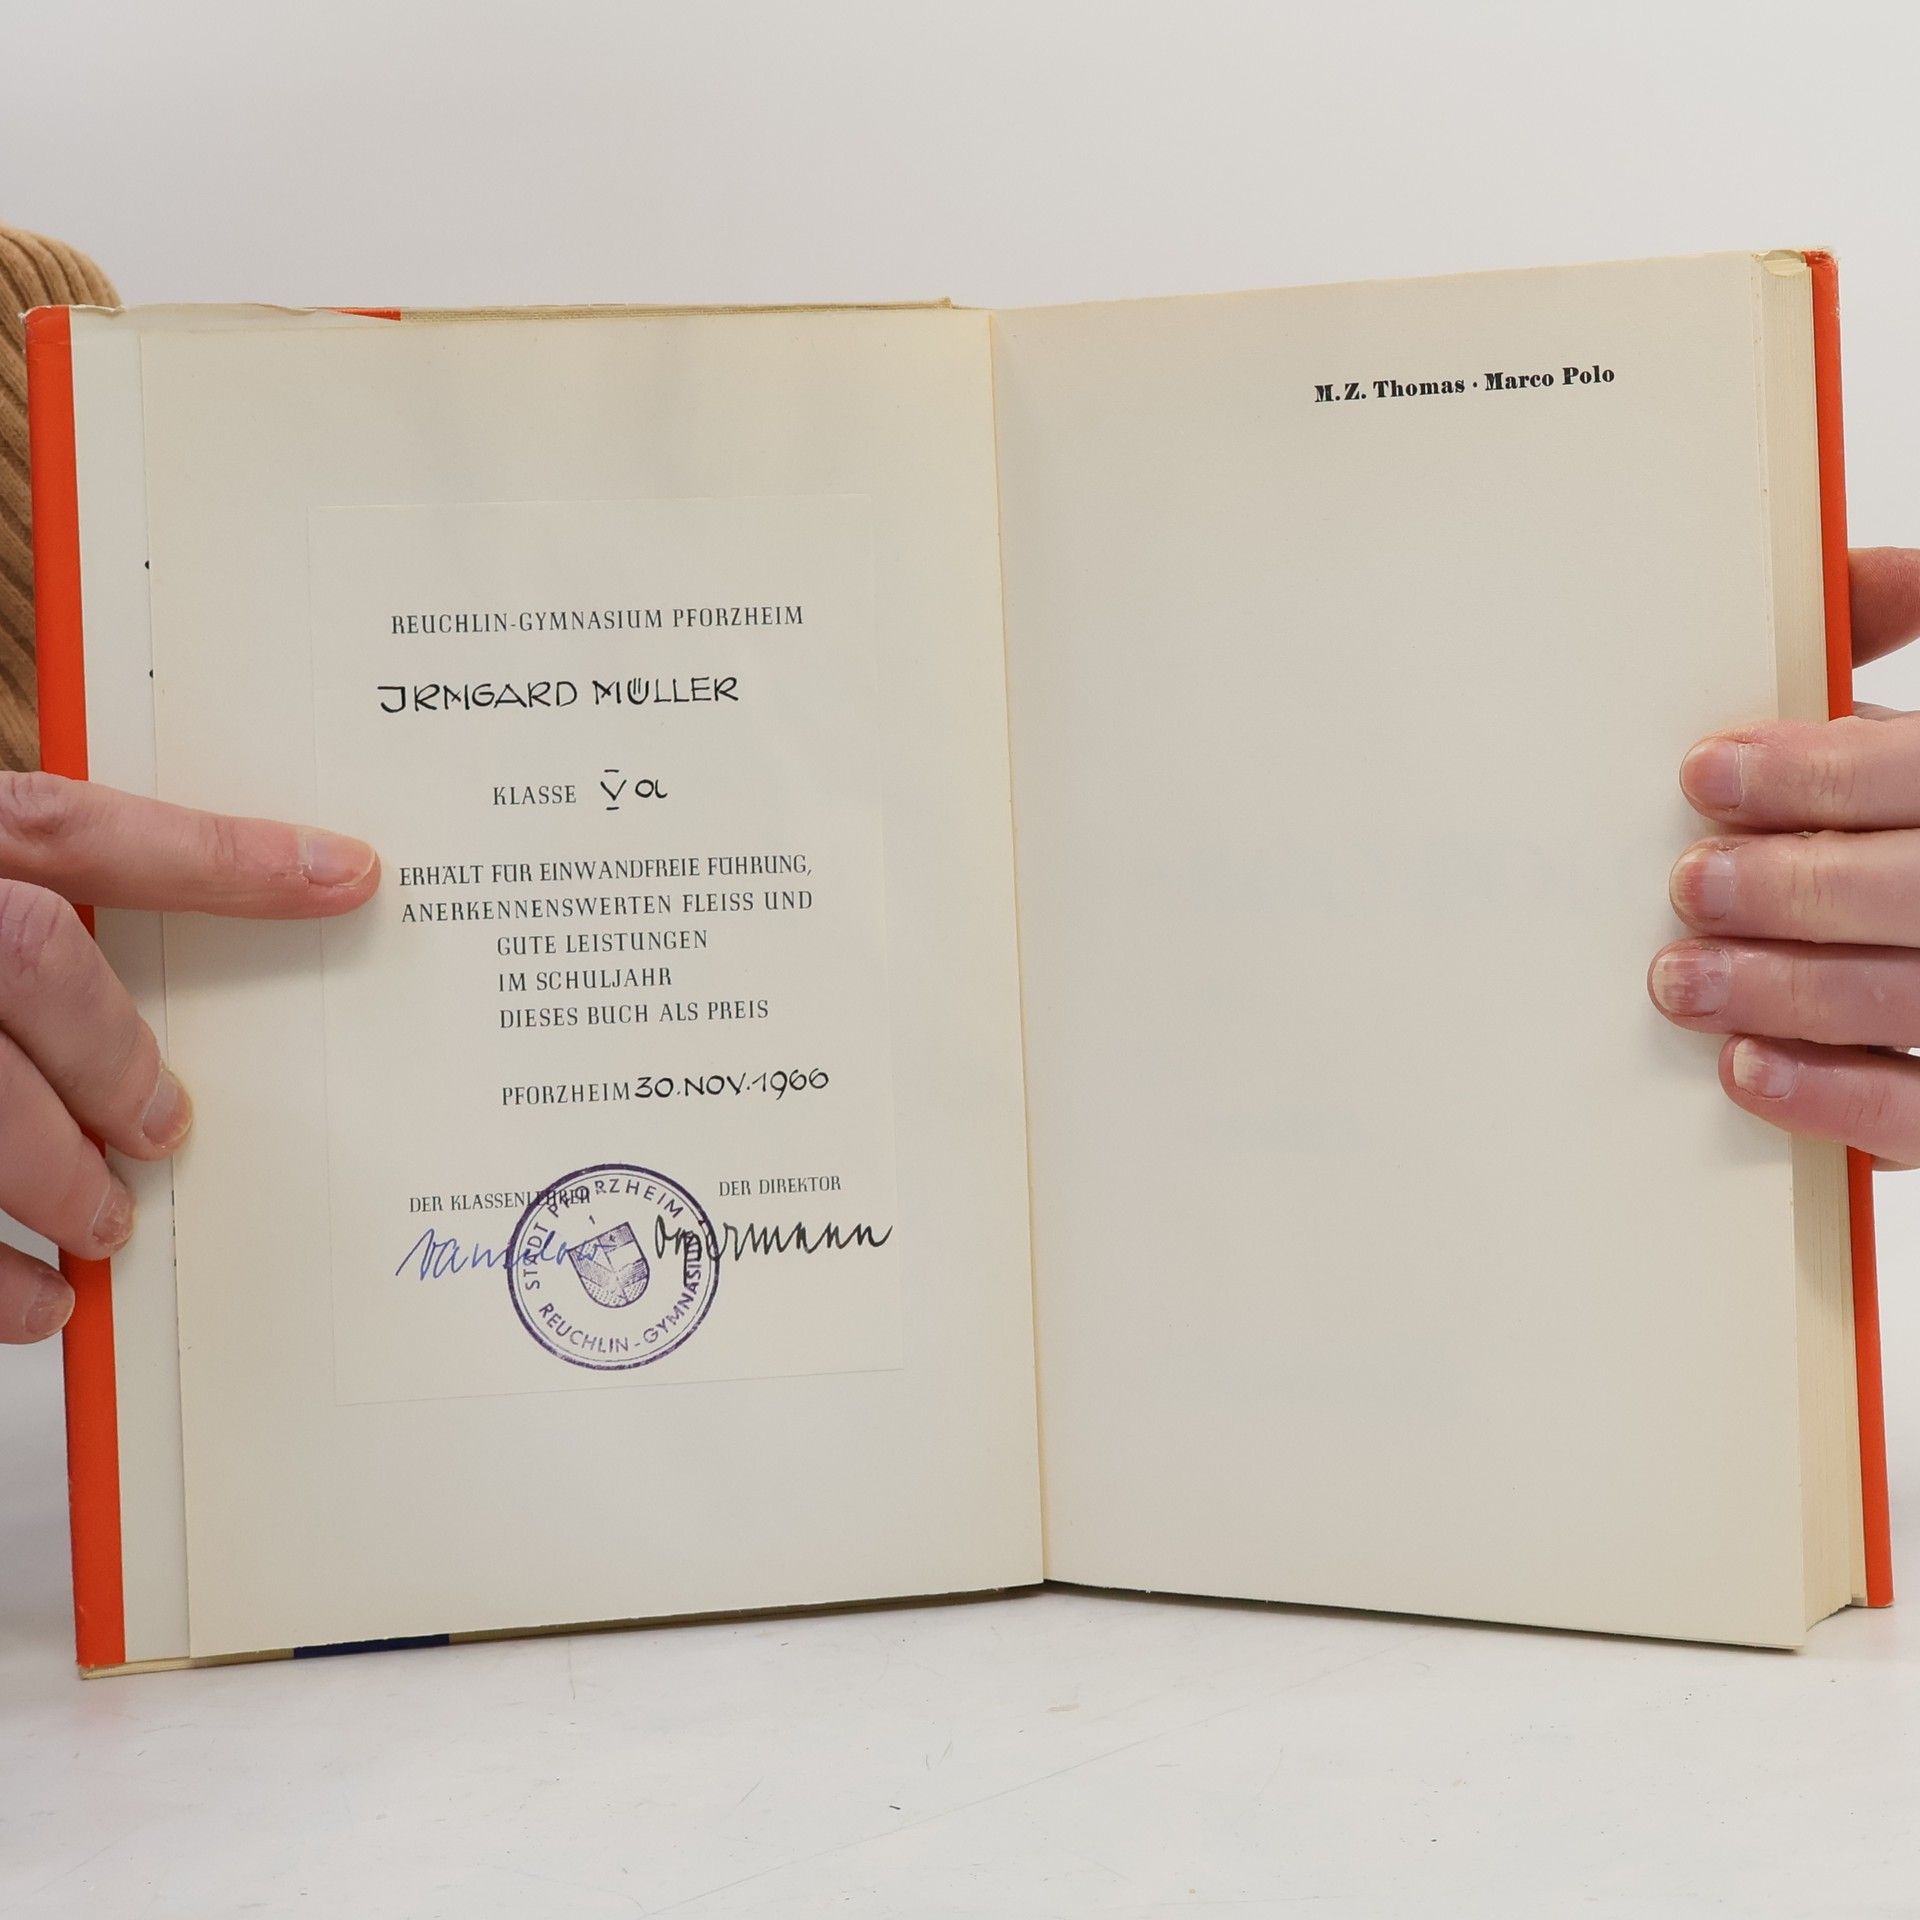 REUCHLIN-GYMNASIUM PFORZHEIM
IRMGARD MÜLLER
KLASSE V a
ERHÄLT FÜR EINWANDFREIE FÜHRUNG,
ANERKENNENSWERTEN FLEISS UND
GUTE LEISTUNGEN
IM SCHULJAHR
DIESES BUCH ALS PREIS
PFORZHEIM 30. NOV. 1966
DER KLASSENLEHRER
DER DIREKTOR
STADT PFORZHEIM
REUCHLIN-GYMNASIUM
M. Z. Thomas · Marco Polo